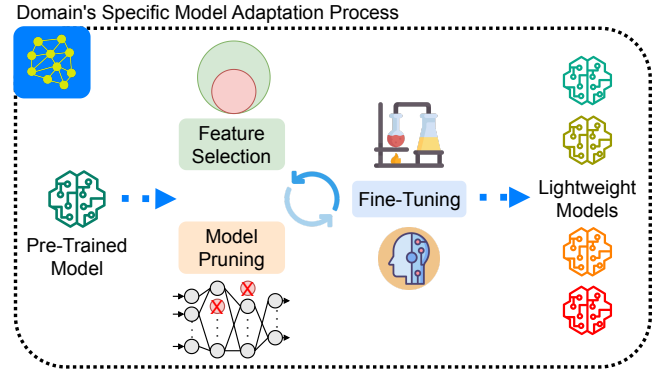 Domain's Specific Model Adaptation Process
Feature
Selection
Pre-Trained
Model
Model
Pruning
Fine-Tuning
Lightweight
Models
X
X